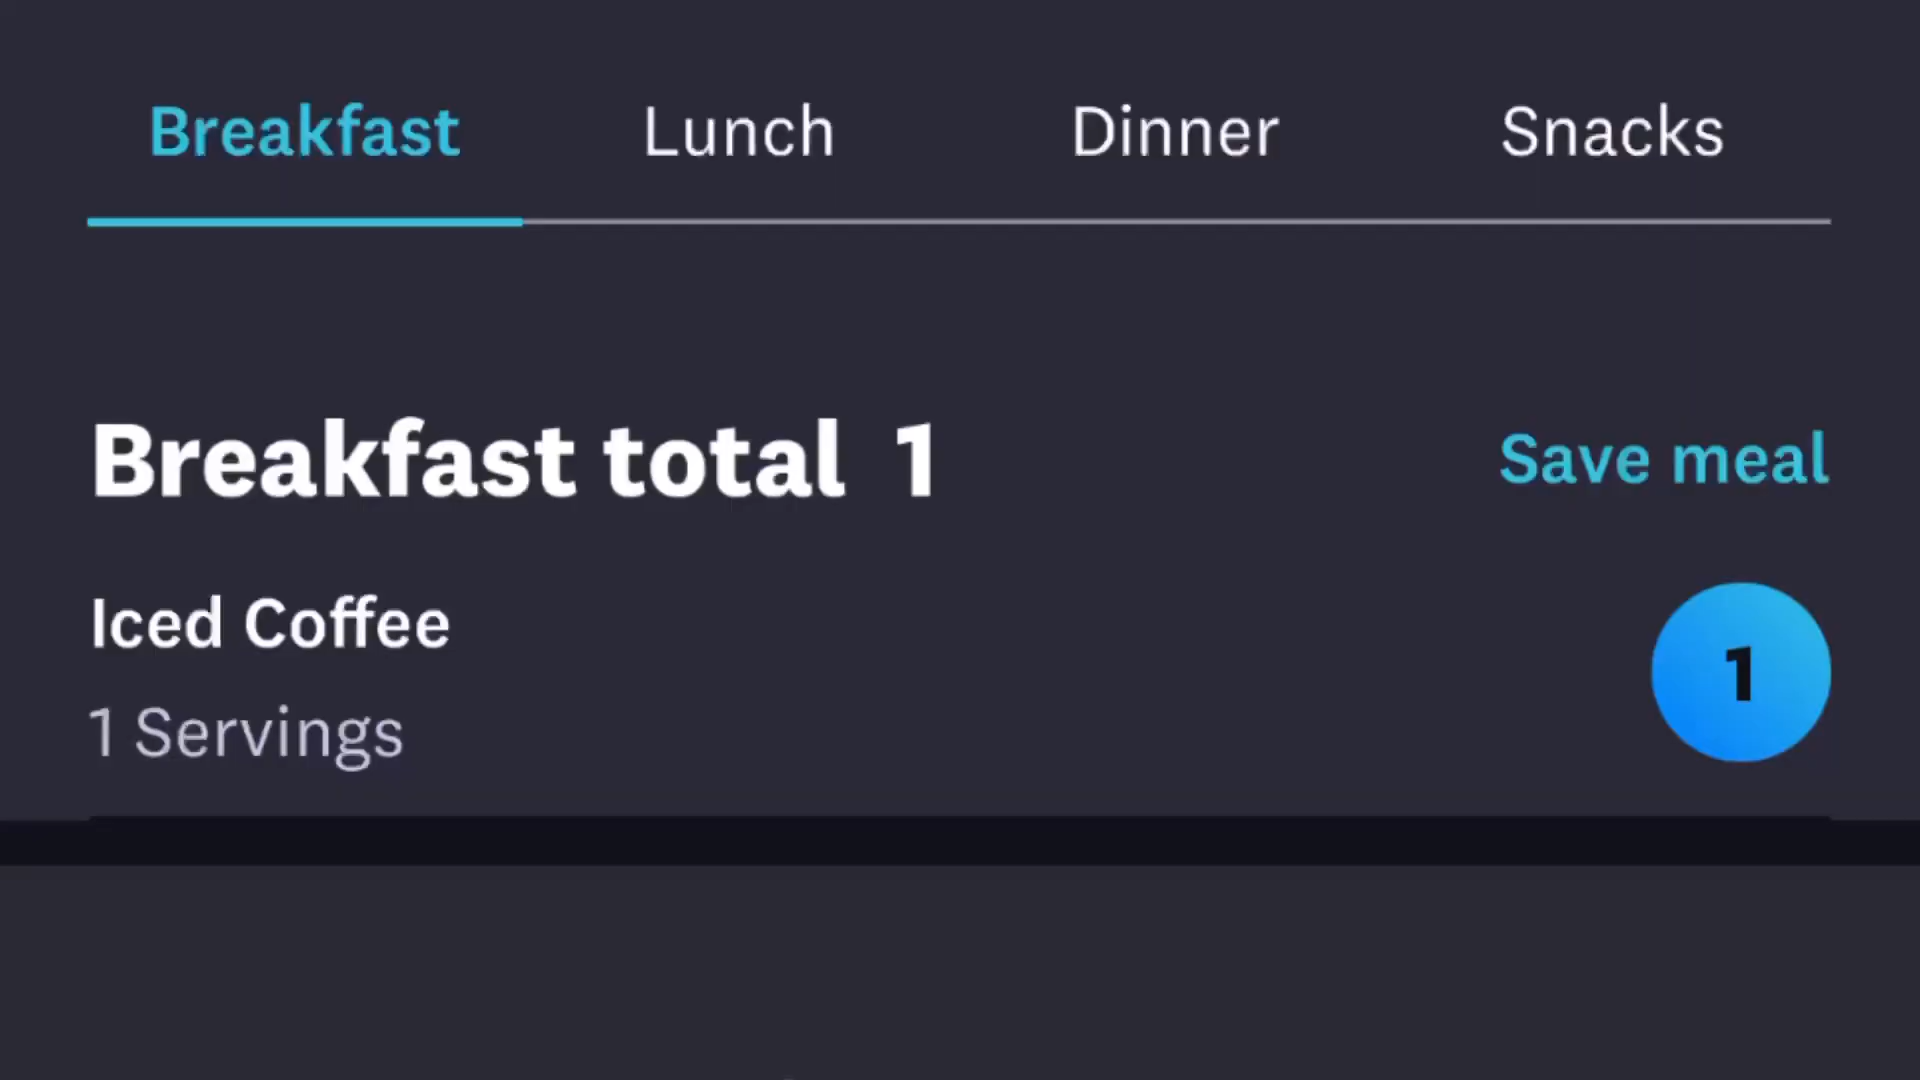 Breakfast Lunch Dinner Snacks
Breakfast total 1
Save meal
Iced Coffee
1 Servings
1